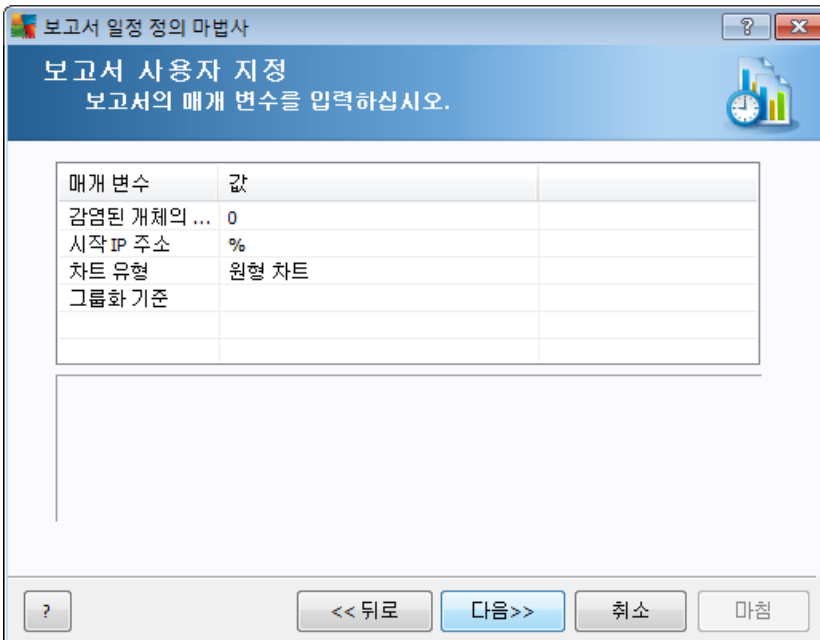 보고서 일정 정의 마법사
?
보고서 사용자 지정
보고서의 매개 변수를 입력하십시오.
매개 변수 값
감염된 개체의 ... 0
시작 IP 주소 %
차트 유형 원형 차트
그룹화 기준
? << 뒤로 다음>> 취소 마침